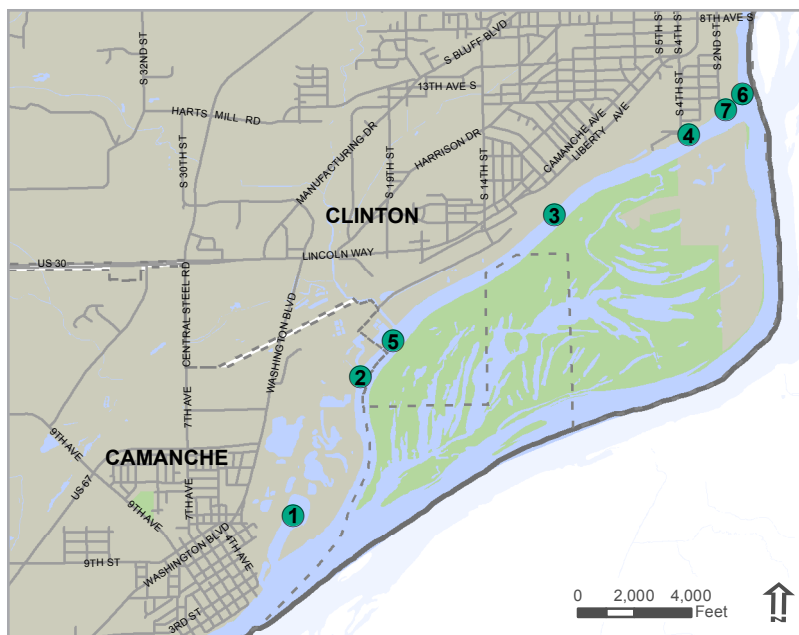 8TH AVE S
S 5TH ST
S 4TH ST
S 2ND ST
S 32ND ST
S BLUFF BLVD
13TH AVE S
6
7
S 4TH ST
4
HARTS MILL RD
MANUFACTURING DR
HARRISON DR
CAMANCHE AVE
LIBERTY AVE
S 30TH ST
S 19TH ST
S 14TH ST
CLINTON
3
LINCOLN WAY
US 30
CENTRAL STEEL RD
WASHINGTON BLVD
5
2
7TH AVE
9TH AVE
CAMANCHE
US 67
9TH AVE
7TH AVE
1
WASHINGTON BLVD
4TH AVE
9TH ST
3RD ST
0 2,000 4,000
Feet
N